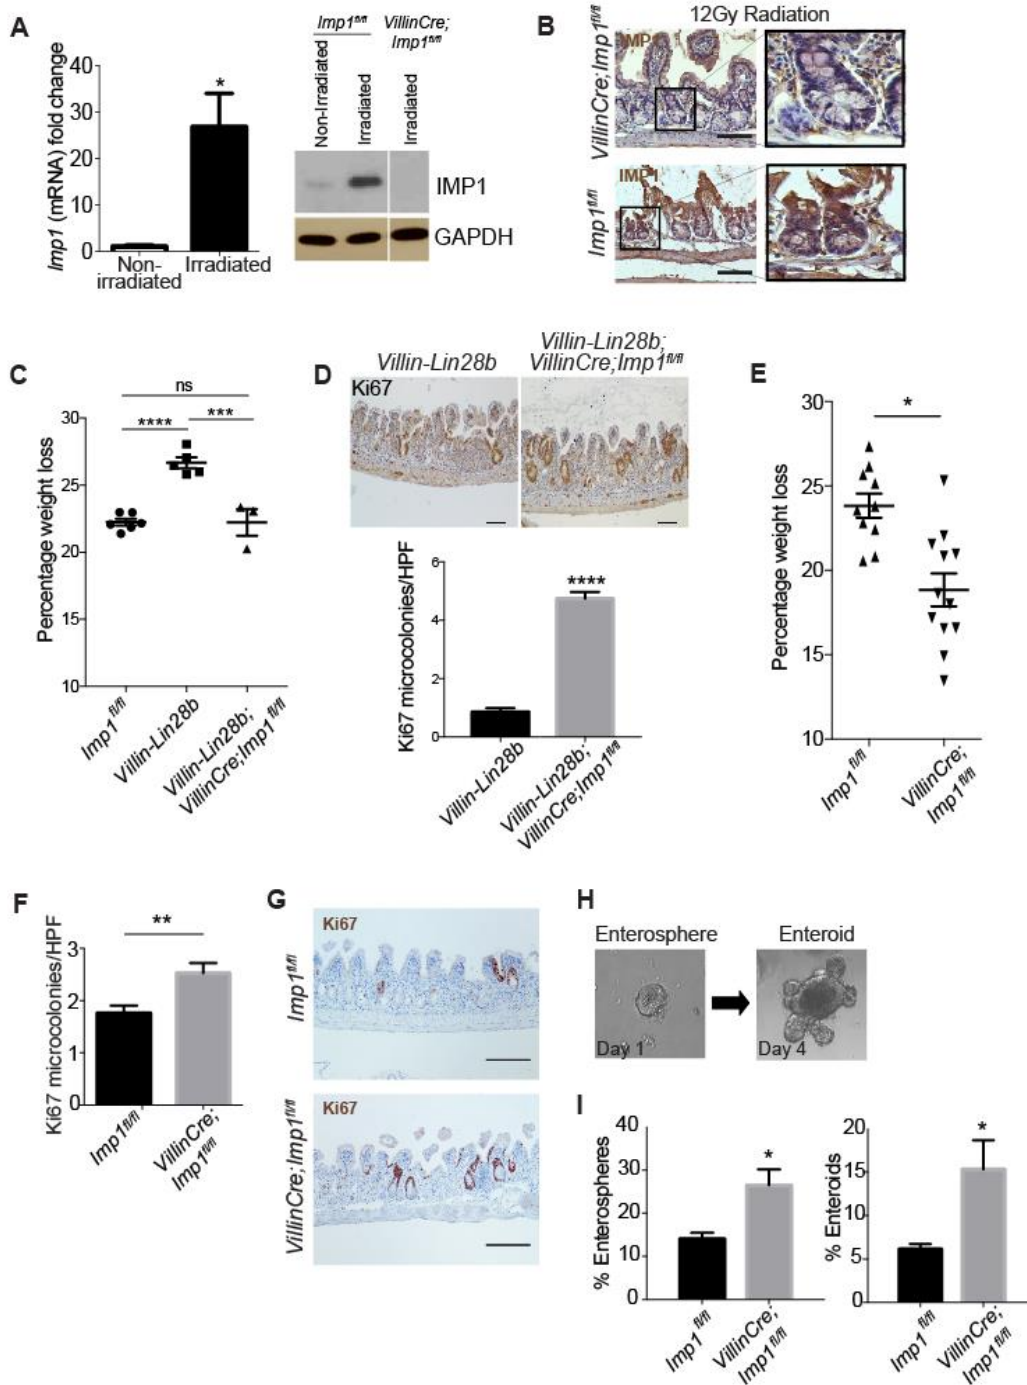 A
Imp1 (mRNA) fold change
40
30
20
10
0
*
Non-
irradiated
Irradiated
Imp1fl/fl
VillinCre;
Imp1fl/fl
Non-Irradiated
Irradiated
Irradiated
IMP1
GAPDH
B
12Gy Radiation
VillinCre;Imp1fl/fl
IMP1
Imp1fl/fl
IMP1
C
Percentage weight loss
30
25
20
15
10
ns
****
***
Imp1fl/fl
Villin-Lin28b
Villin-Lin28b;
VillinCre;Imp1fl/fl
D
Villin-Lin28b
Villin-Lin28b;
VillinCre;Imp1fl/fl
Ki67
Ki67 microcolonies/HPF
6
4
2
0
****
Villin-Lin28b
Villin-Lin28b;
VillinCre;Imp1fl/fl
E
Percentage weight loss
30
25
20
15
10
*
Imp1fl/fl
VillinCre;
Imp1fl/fl
F
Ki67 microcolonies/HPF
3
2
1
0
**
Imp1fl/fl
VillinCre;
Imp1fl/fl
G
Imp1fl/fl
Ki67
VillinCre;Imp1fl/fl
Ki67
H
Enterosphere
Enteroid
Day 1
Day 4
I
% Enterospheres
40
30
20
10
0
*
Imp1fl/fl
VillinCre;
Imp1fl/fl
% Enteroids
20
15
10
5
0
*
Imp1fl/fl
VillinCre;
Imp1fl/fl